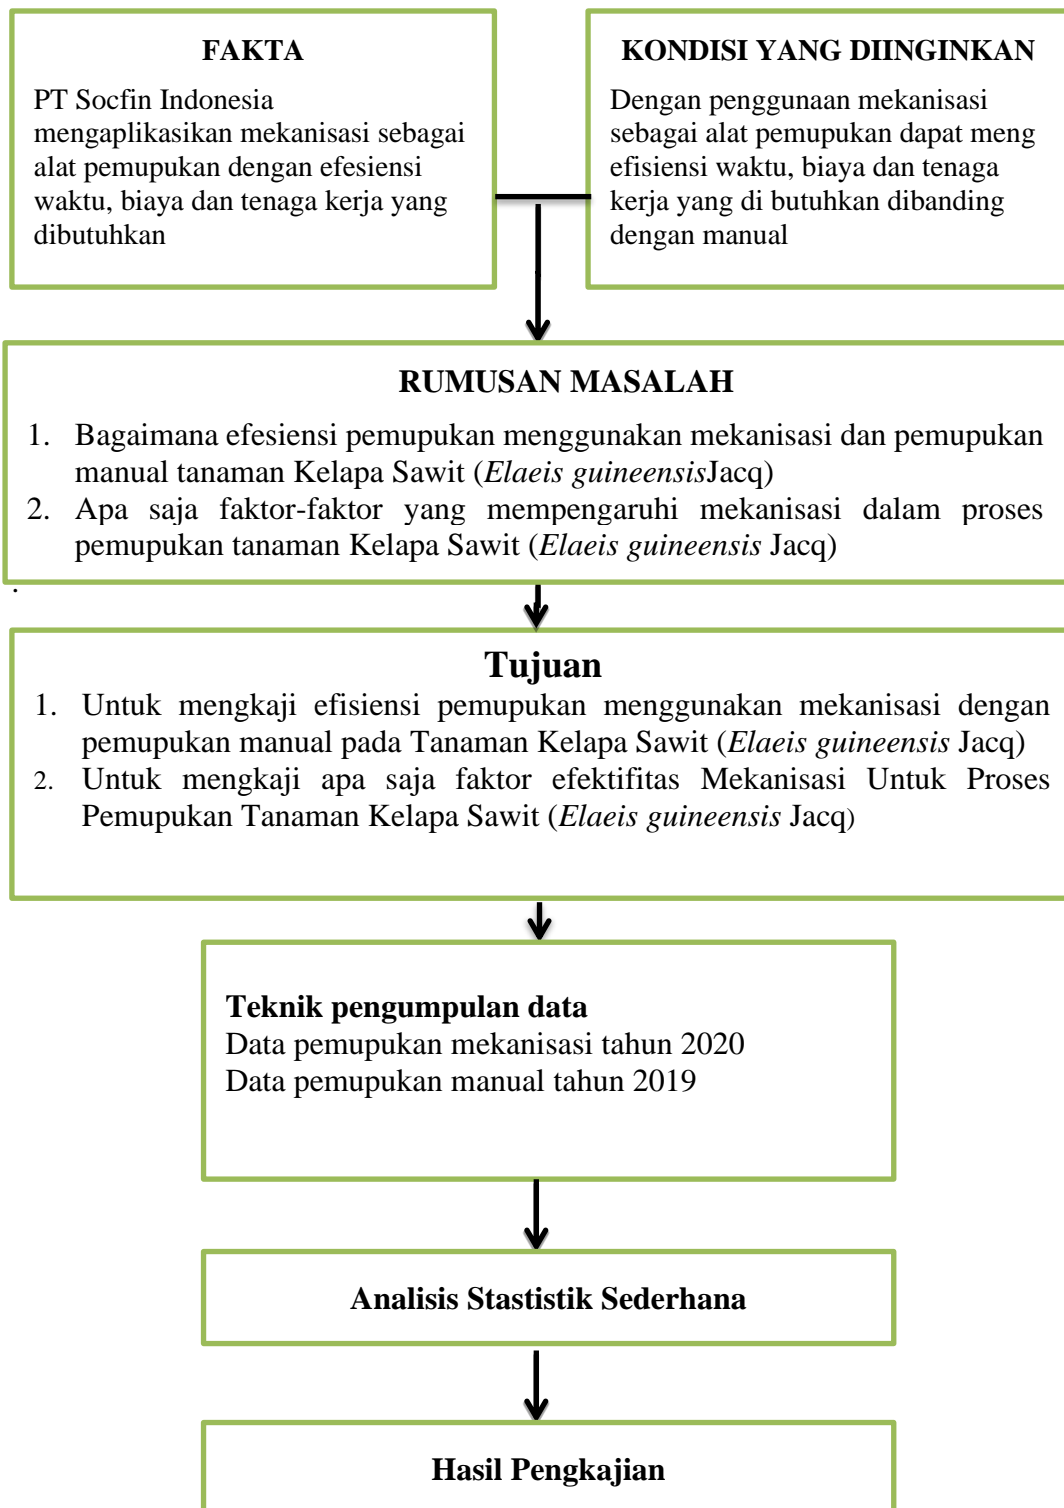 FAKTA
PT Socfin Indonesia
mengaplikasikan mekanisasi sebagai
alat pemupukan dengan efesiensi
waktu, biaya dan tenaga kerja yang
dibutuhkan
KONDISI YANG DIINGINKAN
Dengan penggunaan mekanisasi
sebagai alat pemupukan dapat meng
efisiensi waktu, biaya dan tenaga
kerja yang di butuhkan dibanding
dengan manual
RUMUSAN MASALAH
1. Bagaimana efesiensi pemupukan menggunakan mekanisasi dan pemupukan
manual tanaman Kelapa Sawit (Elaeis guineensisJacq)
2. Apa saja faktor-faktor yang mempengaruhi mekanisasi dalam proses
pemupukan tanaman Kelapa Sawit (Elaeis guineensis Jacq)
.
Tujuan
1. Untuk mengkaji efisiensi pemupukan menggunakan mekanisasi dengan
pemupukan manual pada Tanaman Kelapa Sawit (Elaeis guineensis Jacq)
2. Untuk mengkaji apa saja faktor efektifitas Mekanisasi Untuk Proses
Pemupukan Tanaman Kelapa Sawit (Elaeis guineensis Jacq)
Teknik pengumpulan data
Data pemupukan mekanisasi tahun 2020
Data pemupukan manual tahun 2019
Analisis Stastistik Sederhana
Hasil Pengkajian